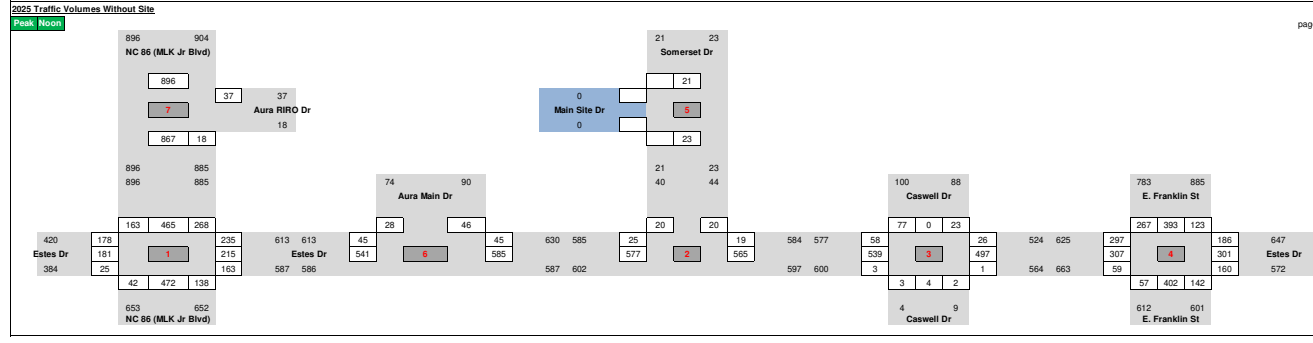 2025 Traffic Volumes Without Site
Peak Noon
pag
896 904 21 23
NC 86 (MLK Jr Blvd) Somerset Dr
896 21
37 37 0
7 Aura RIRO Dr Main Site Dr 5
18 0
867 18 23
896 885 21 23
896 885 74 90 40 44 100 88 783 885
Aura Main Dr Caswell Dr E. Franklin St
163 465 268 28 46 20 20 77 0 23 267 393 123
420 178 235 613 613 45 45 630 585 25 19 584 577 58 26 524 625 297 186 647
Estes Dr 181 1 215 Estes Dr 541 6 585 577 2 565 539 3 497 307 4 301 Estes Dr
384 25 163 587 586 587 602 597 600 3 1 564 663 59 160 572
42 472 138 3 4 2 57 402 142
653 652 4 9 612 601
NC 86 (MLK Jr Blvd) Caswell Dr E. Franklin St